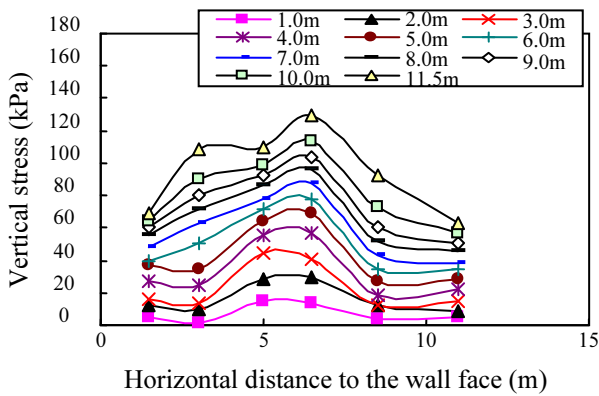 1.0m 2.0m 3.0m
4.0m 5.0m 6.0m
7.0m 8.0m 9.0m
10.0m 11.5m
Vertical stress (kPa)
180
160
140
120
100
80
60
40
20
0
0 5 10 15
Horizontal distance to the wall face (m)